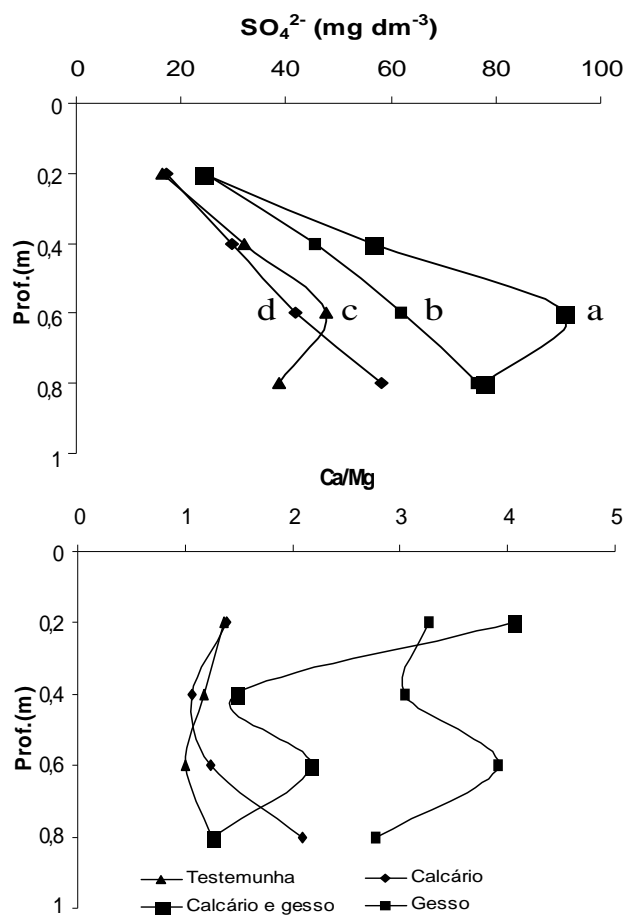 SO₄²⁻ (mg dm⁻³)
0 20 40 60 80 100
0
0,2
0,4
0,6
0,8
1
Prof.(m)
d c b a
Ca/Mg
0 1 2 3 4 5
0
0,2
0,4
0,6
0,8
1
Prof.(m)
Testemunha Calcário
Calcário e gesso Gesso